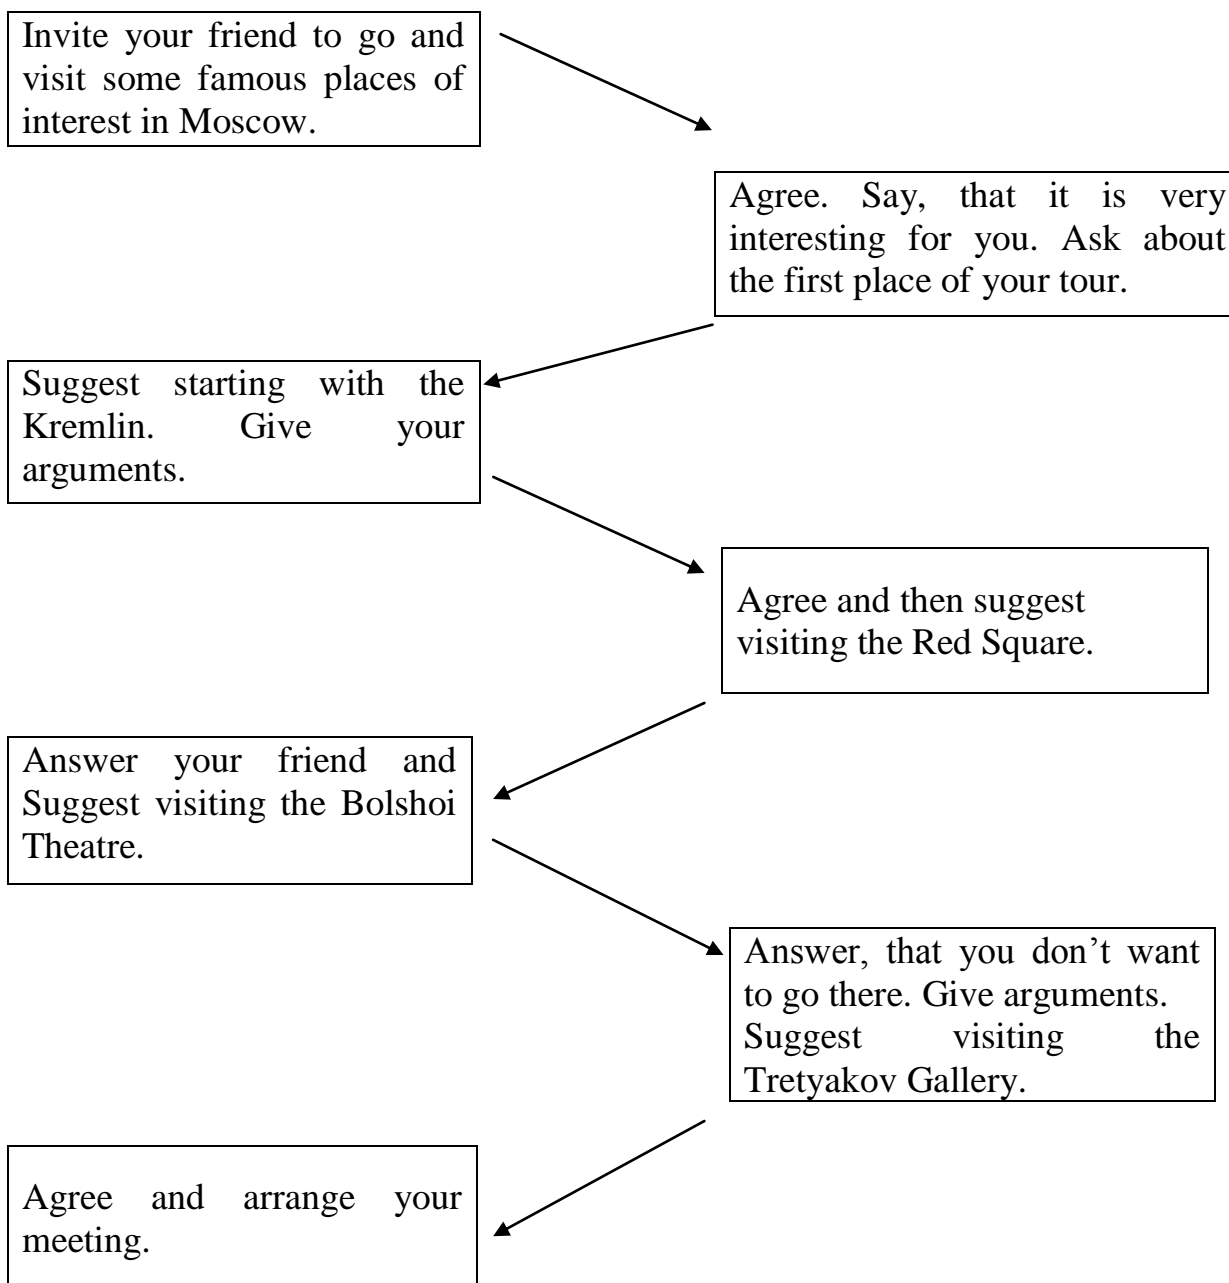 Invite your friend to go and
visit some famous places of
interest in Moscow.
Agree. Say, that it is very
interesting for you. Ask about
the first place of your tour.
Suggest starting with the
Kremlin. Give your
arguments.
Agree and then suggest
visiting the Red Square.
Answer your friend and
Suggest visiting the Bolshoi
Theatre.
Answer, that you don’t want
to go there. Give arguments.
Suggest visiting the
Tretyakov Gallery.
Agree and arrange your
meeting.